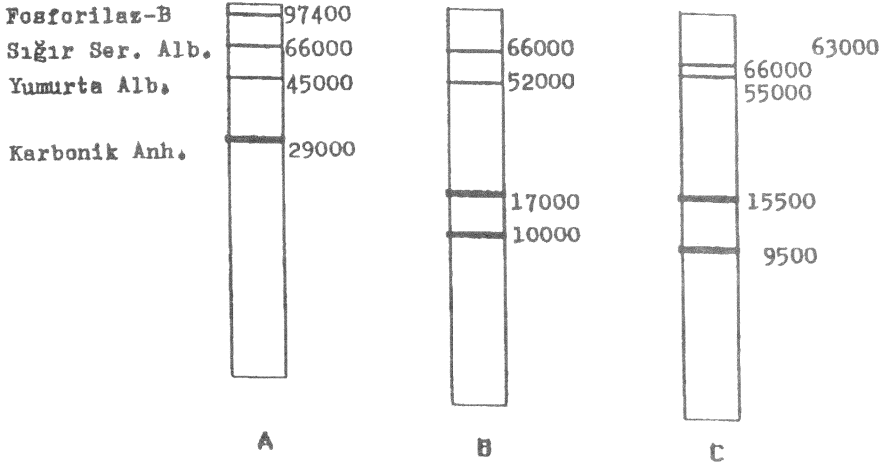 Fosforilaz-B 97400
Sığır Ser. Alb. 66000 66000 63000
Yumurta Alb. 45000 52000 66000
55000
Karbonik Anh. 29000
17000 15500
10000 9500
A B C